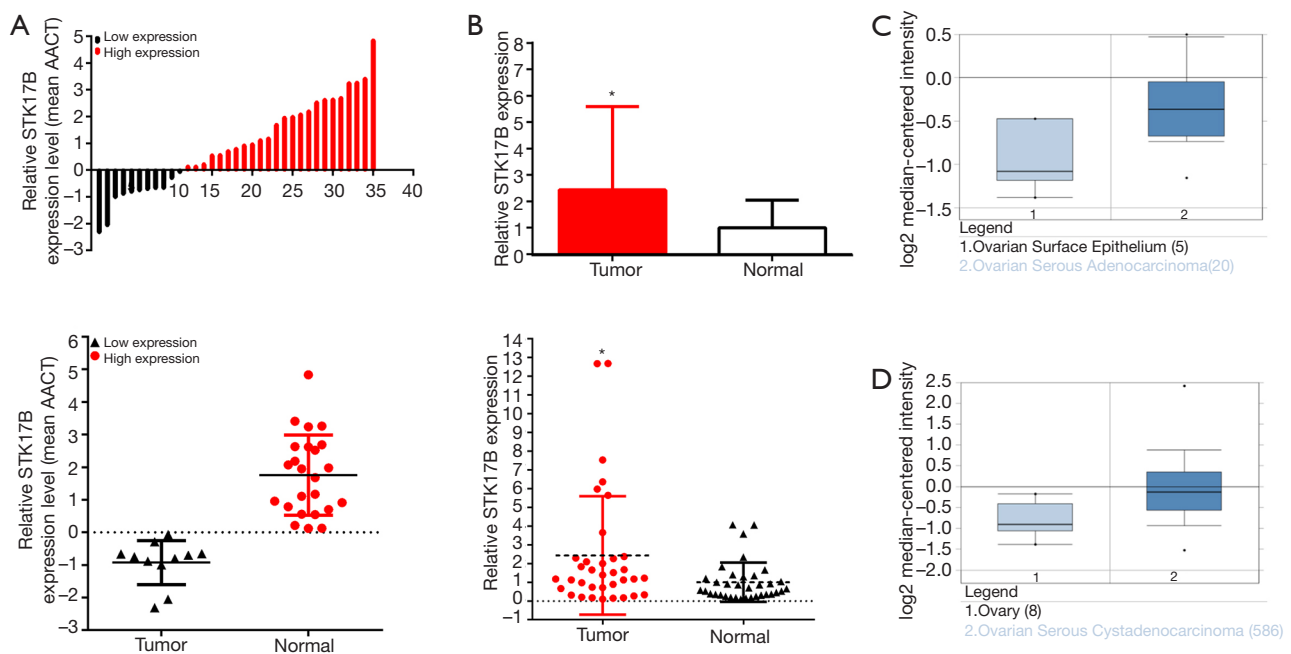 A
Low expression
High expression
Relative STK17B
expression level (mean AACT)
5
4
3
2
1
0
–1
–2
–3
10 15 20 25 30 35 40
Low expression
High expression
Relative STK17B
expression level (mean AACT)
6
5
4
3
2
1
0
–1
–2
–3
Tumor Normal
B
Relative STK17B expression
8
7
6
5
4
3
2
1
0
*
Tumor Normal
Relative STK17B expression
14
13
12
11
10
9
8
7
6
5
4
3
2
1
0
–1
*
Tumor Normal
C
log2 median-centered intensity
0.5
0.0
–0.5
–1.0
–1.5
1 2
Legend
1.Ovarian Surface Epithelium (5)
2.Ovarian Serous Adenocarcinoma(20)
D
log2 median-centered intensity
2.5
2.0
1.5
1.0
0.5
0.0
–0.5
–1.0
–1.5
–2.0
1 2
Legend
1.Ovary (8)
2.Ovarian Serous Cystadenocarcinoma (586)